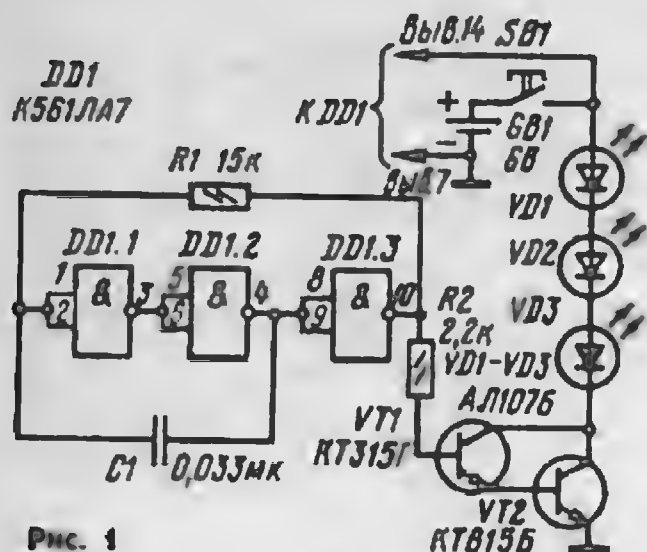 DD1
К561ЛА7
Выв.14
SB1
К DD1
+
GB1
6В
−
Выв.7
R1 15к
DD1.1
DD1.2
DD1.3
1
2
&
3
5
6
&
4
8
9
&
10
R2
2,2к
VD1
VD2
VD3
VD1-VD3
АЛ107Б
VT1
КТ315Г
C1
0,033мк
VT2
КТ815Б
Рис. 1